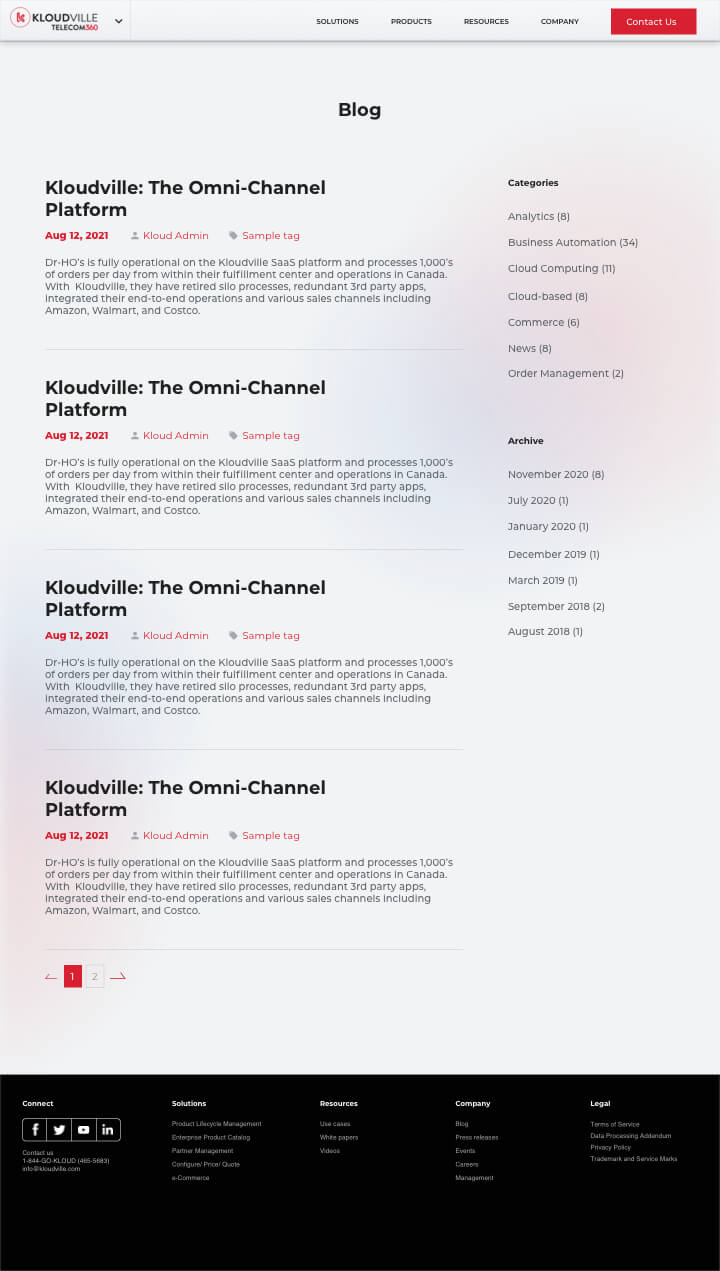 KLOUDVILLE
TELECOM360
SOLUTIONS
PRODUCTS
RESOURCES
COMPANY
Contact Us
Blog
Kloudville: The Omni-Channel
Platform
Aug 12, 2021
Kloud Admin
Sample tag
Dr-HO's is fully operational on the Kloudville SaaS platform and processes 1,000's
of orders per day from within their fulfillment center and operations in Canada.
With  Kloudville, they have retired silo processes, redundant 3rd party apps,
integrated their end-to-end operations and various sales channels including
Amazon, Walmart, and Costco.
Kloudville: The Omni-Channel
Platform
Aug 12, 2021
Kloud Admin
Sample tag
Dr-HO's is fully operational on the Kloudville SaaS platform and processes 1,000's
of orders per day from within their fulfillment center and operations in Canada.
With  Kloudville, they have retired silo processes, redundant 3rd party apps,
integrated their end-to-end operations and various sales channels including
Amazon, Walmart, and Costco.
Kloudville: The Omni-Channel
Platform
Aug 12, 2021
Kloud Admin
Sample tag
Dr-HO's is fully operational on the Kloudville SaaS platform and processes 1,000's
of orders per day from within their fulfillment center and operations in Canada.
With  Kloudville, they have retired silo processes, redundant 3rd party apps,
integrated their end-to-end operations and various sales channels including
Amazon, Walmart, and Costco.
Kloudville: The Omni-Channel
Platform
Aug 12, 2021
Kloud Admin
Sample tag
Dr-HO's is fully operational on the Kloudville SaaS platform and processes 1,000's
of orders per day from within their fulfillment center and operations in Canada.
With  Kloudville, they have retired silo processes, redundant 3rd party apps,
integrated their end-to-end operations and various sales channels including
Amazon, Walmart, and Costco.
1
2
Categories
Analytics (8)
Business Automation (34)
Cloud Computing (11)
Cloud-based (8)
Commerce (6)
News (8)
Order Management (2)
Archive
November 2020 (8)
July 2020 (1)
January 2020 (1)
December 2019 (1)
March 2019 (1)
September 2018 (2)
August 2018 (1)
Connect
Contact us
1-844-GO-KLOUD (465-5683)
info@kloudville.com
Solutions
Product Lifecycle Management
Enterprise Product Catalog
Partner Management
Configure/ Price/ Quote
e-Commerce
Resources
Use cases
White papers
Videos
Company
Blog
Press releases
Events
Careers
Management
Legal
Terms of Service
Data Processing Addendum
Privacy Policy
Trademark and Service Marks